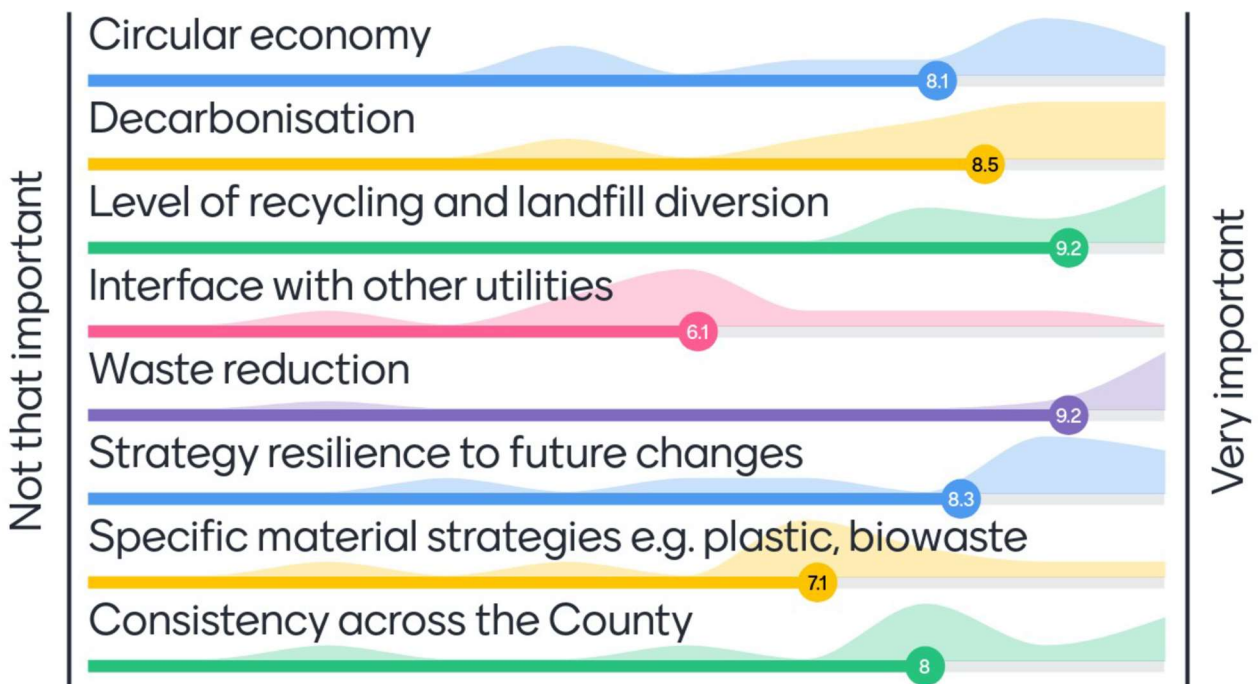 Not that important
Circular economy
8.1
Decarbonisation
8.5
Level of recycling and landfill diversion
9.2
Interface with other utilities
6.1
Waste reduction
9.2
Strategy resilience to future changes
8.3
Specific material strategies e.g. plastic, biowaste
7.1
Consistency across the County
8
Very important